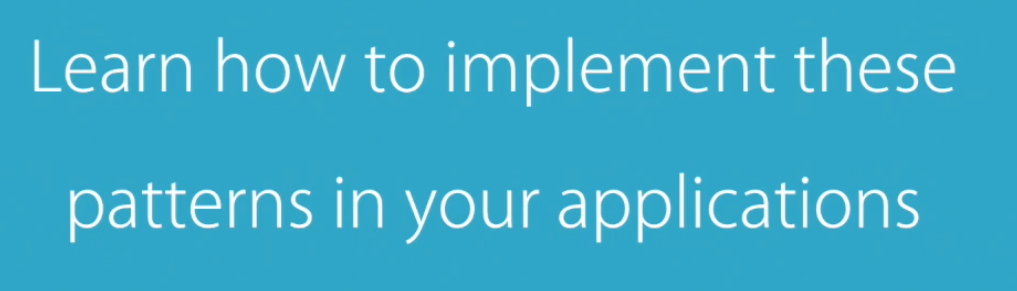 Learn how to implement these
patterns in your applications